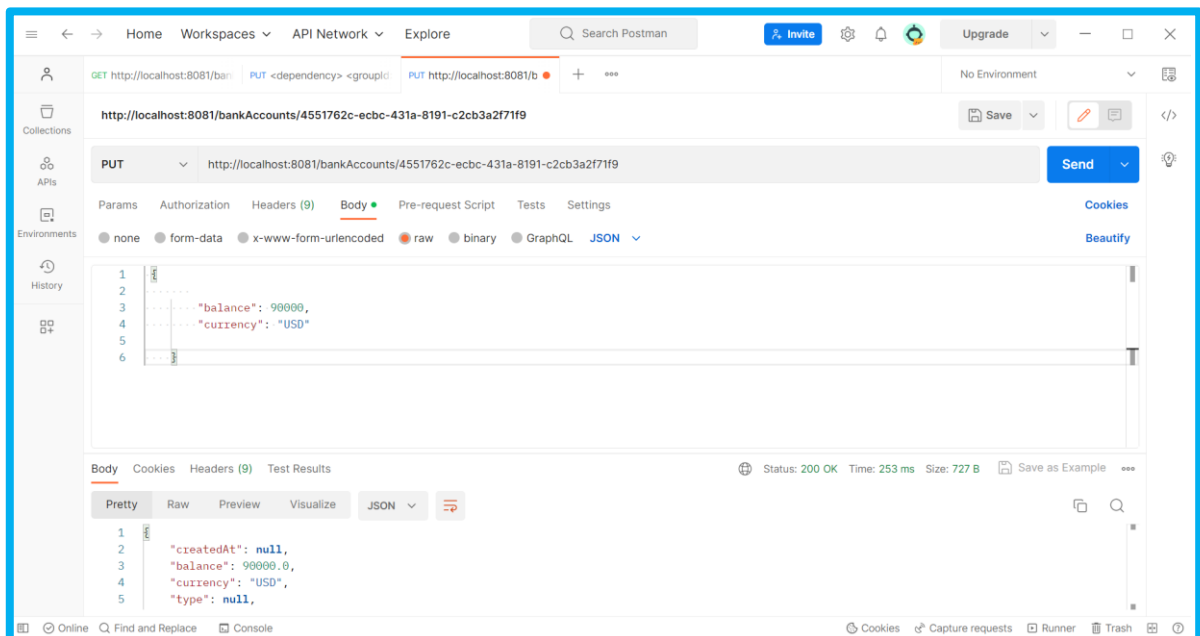 Home Workspaces API Network Explore Search Postman Invite Upgrade
GET http://localhost:8081/ban PUT <dependency> <groupId PUT http://localhost:8081/b No Environment
Collections
APIs
Environments
History
http://localhost:8081/bankAccounts/4551762c-ecbc-431a-8191-c2cb3a2f71f9 Save
PUT http://localhost:8081/bankAccounts/4551762c-ecbc-431a-8191-c2cb3a2f71f9 Send
Params Authorization Headers (9) Body Pre-request Script Tests Settings Cookies
none form-data x-www-form-urlencoded raw binary GraphQL JSON Beautify
1 {
2
3 "balance": 90000,
4 "currency": "USD"
5
6 }
Body Cookies Headers (9) Test Results Status: 200 OK Time: 253 ms Size: 727 B Save as Example
Pretty Raw Preview Visualize JSON
1 {
2 "createdAt": null,
3 "balance": 90000.0,
4 "currency": "USD",
5 "type": null,
Online Find and Replace Console Cookies Capture requests Runner Trash